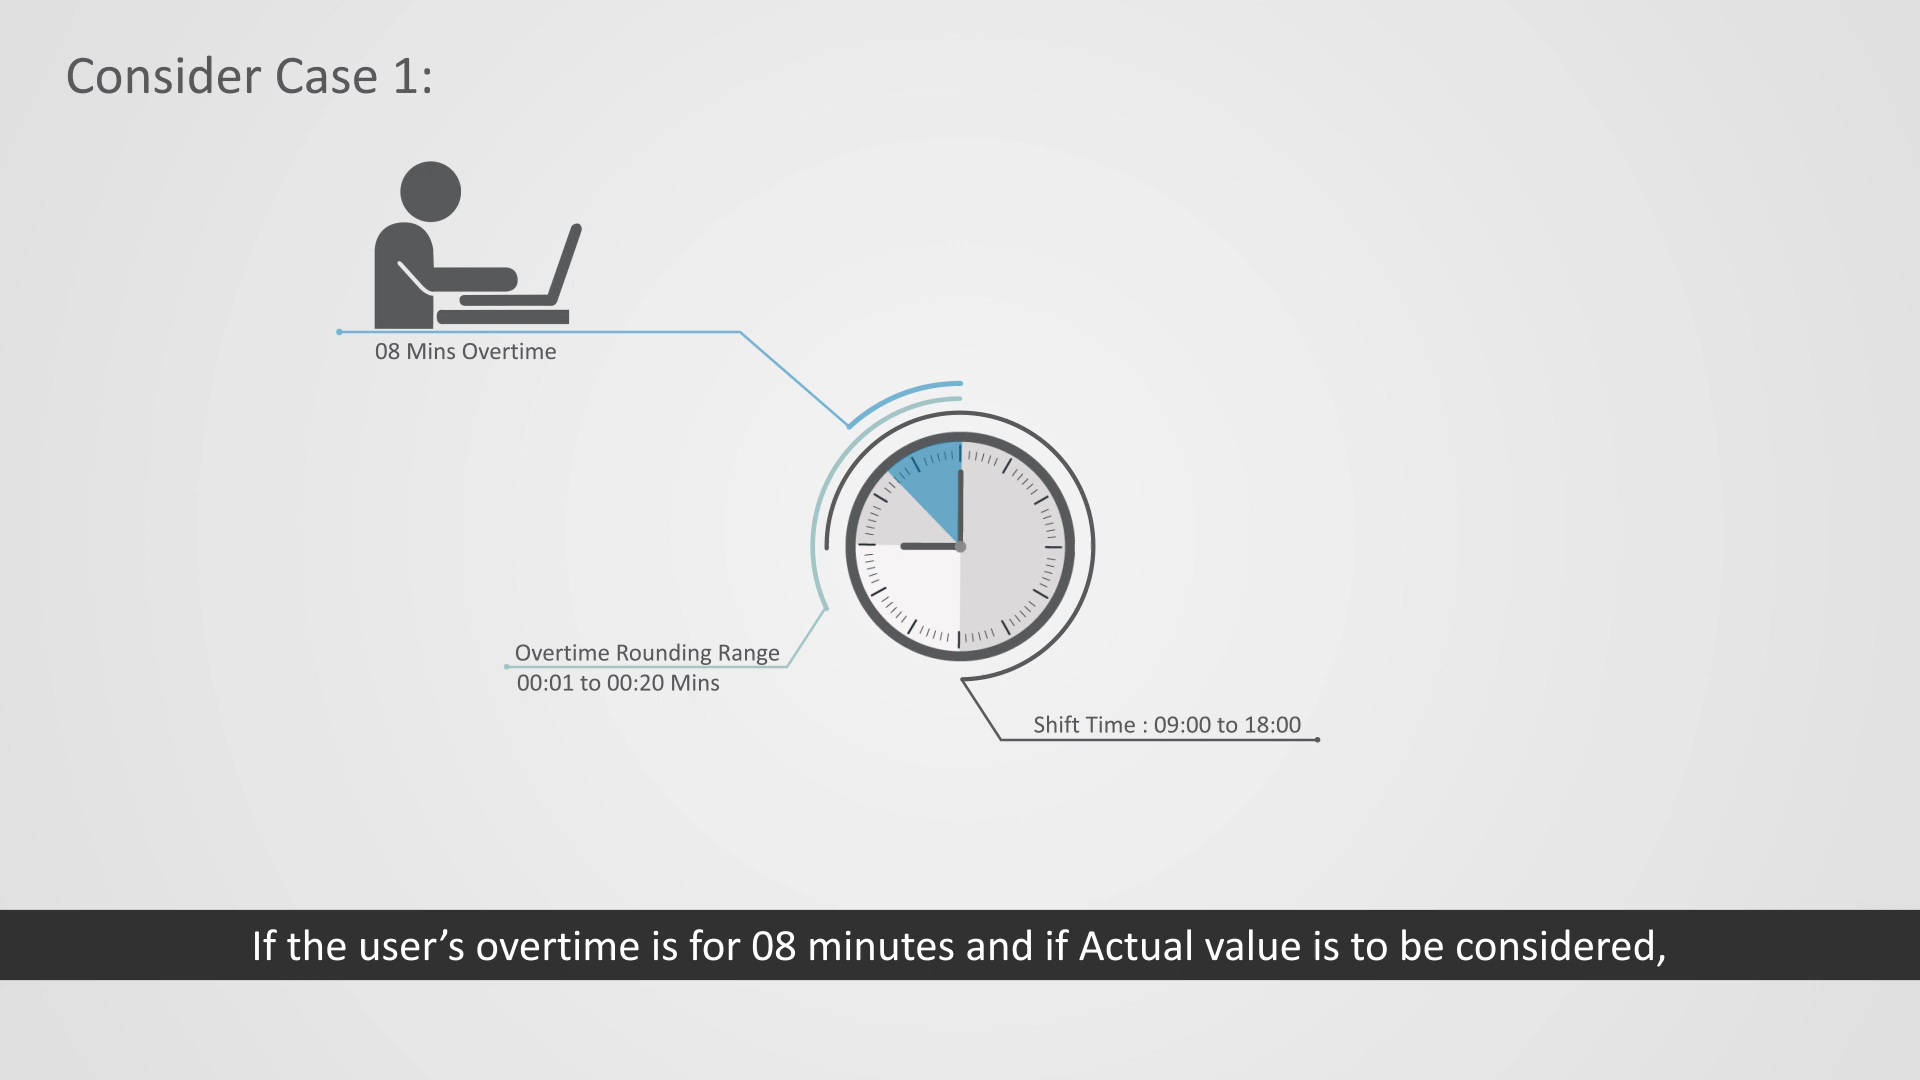 Consider Case 1:
08 Mins Overtime
Overtime Rounding Range
00:01 to 00:20 Mins
Shift Time : 09:00 to 18:00
If the user’s overtime is for 08 minutes and if Actual value is to be considered,